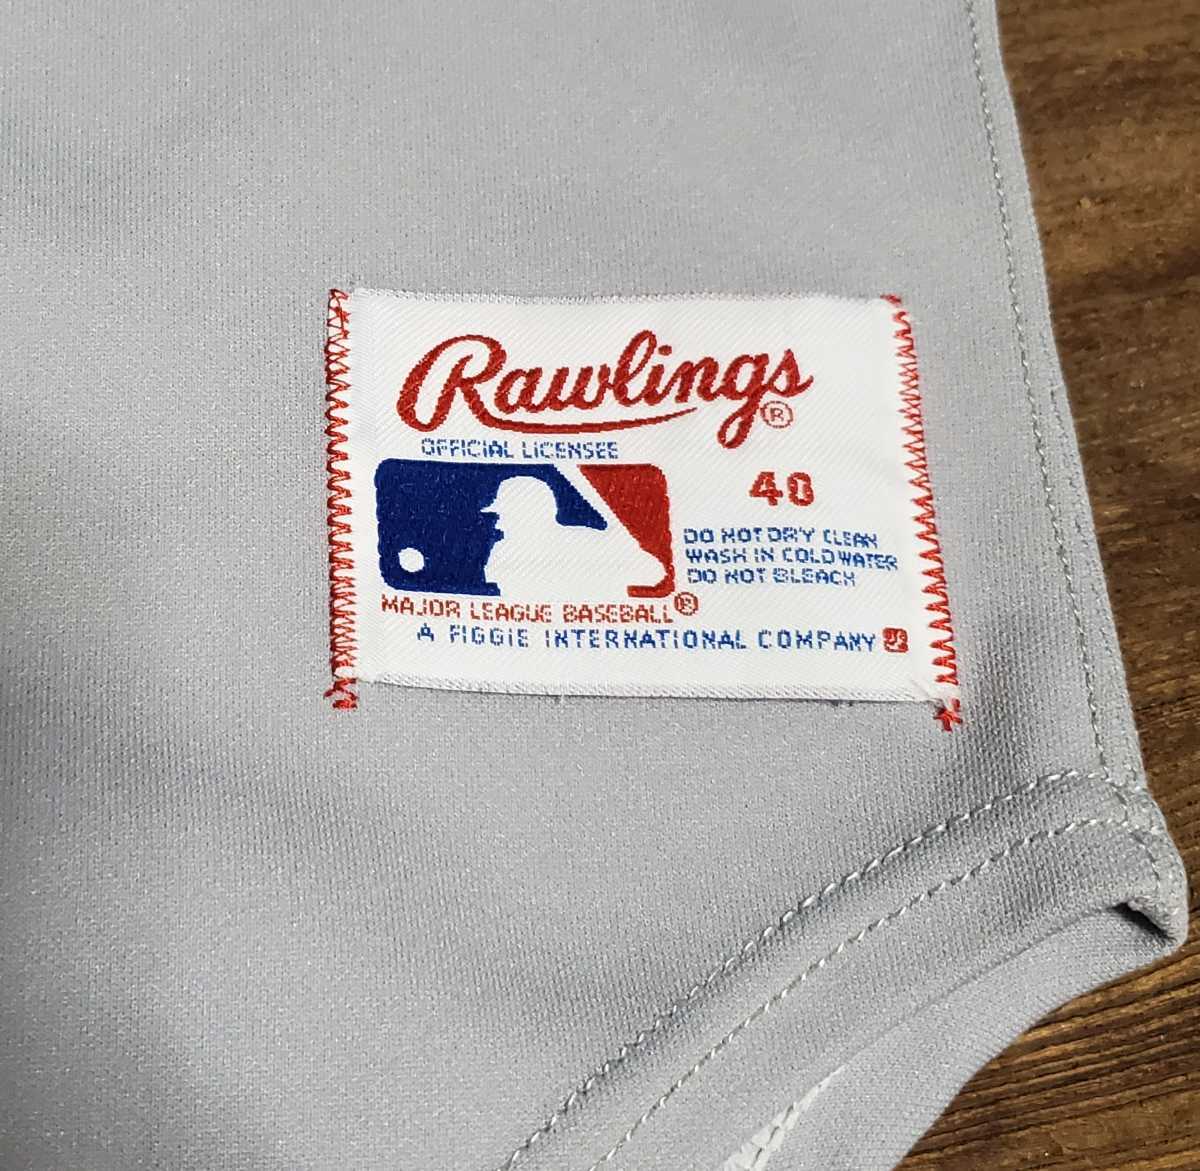 Rawlings®
OFFICIAL LICENSEE
40
DO NOT DRY CLEAN
WASH IN COLD WATER
DO NOT BLEACH
MAJOR LEAGUE BASEBALL®
A FIGGIE INTERNATIONAL COMPANY